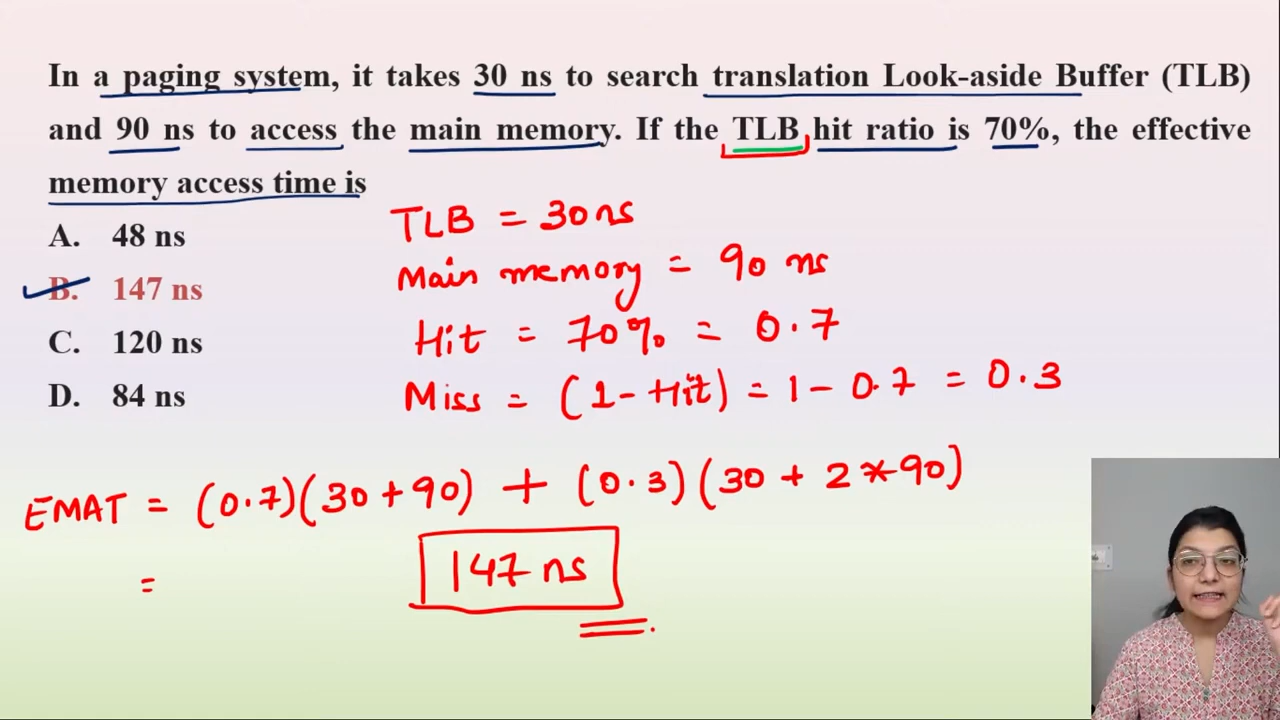 In a paging system, it takes 30 ns to search translation Look-aside Buffer (TLB)
and 90 ns to access the main memory. If the TLB hit ratio is 70%, the effective
memory access time is
A. 48 ns
B. 147 ns
C. 120 ns
D. 84 ns
TLB = 30 ns
Main memory = 90 ns
Hit = 70% = 0.7
Miss = (1 - Hit) = 1 - 0.7 = 0.3
EMAT = (0.7)(30 + 90) + (0.3)(30 + 2 * 90)
= 147 ns